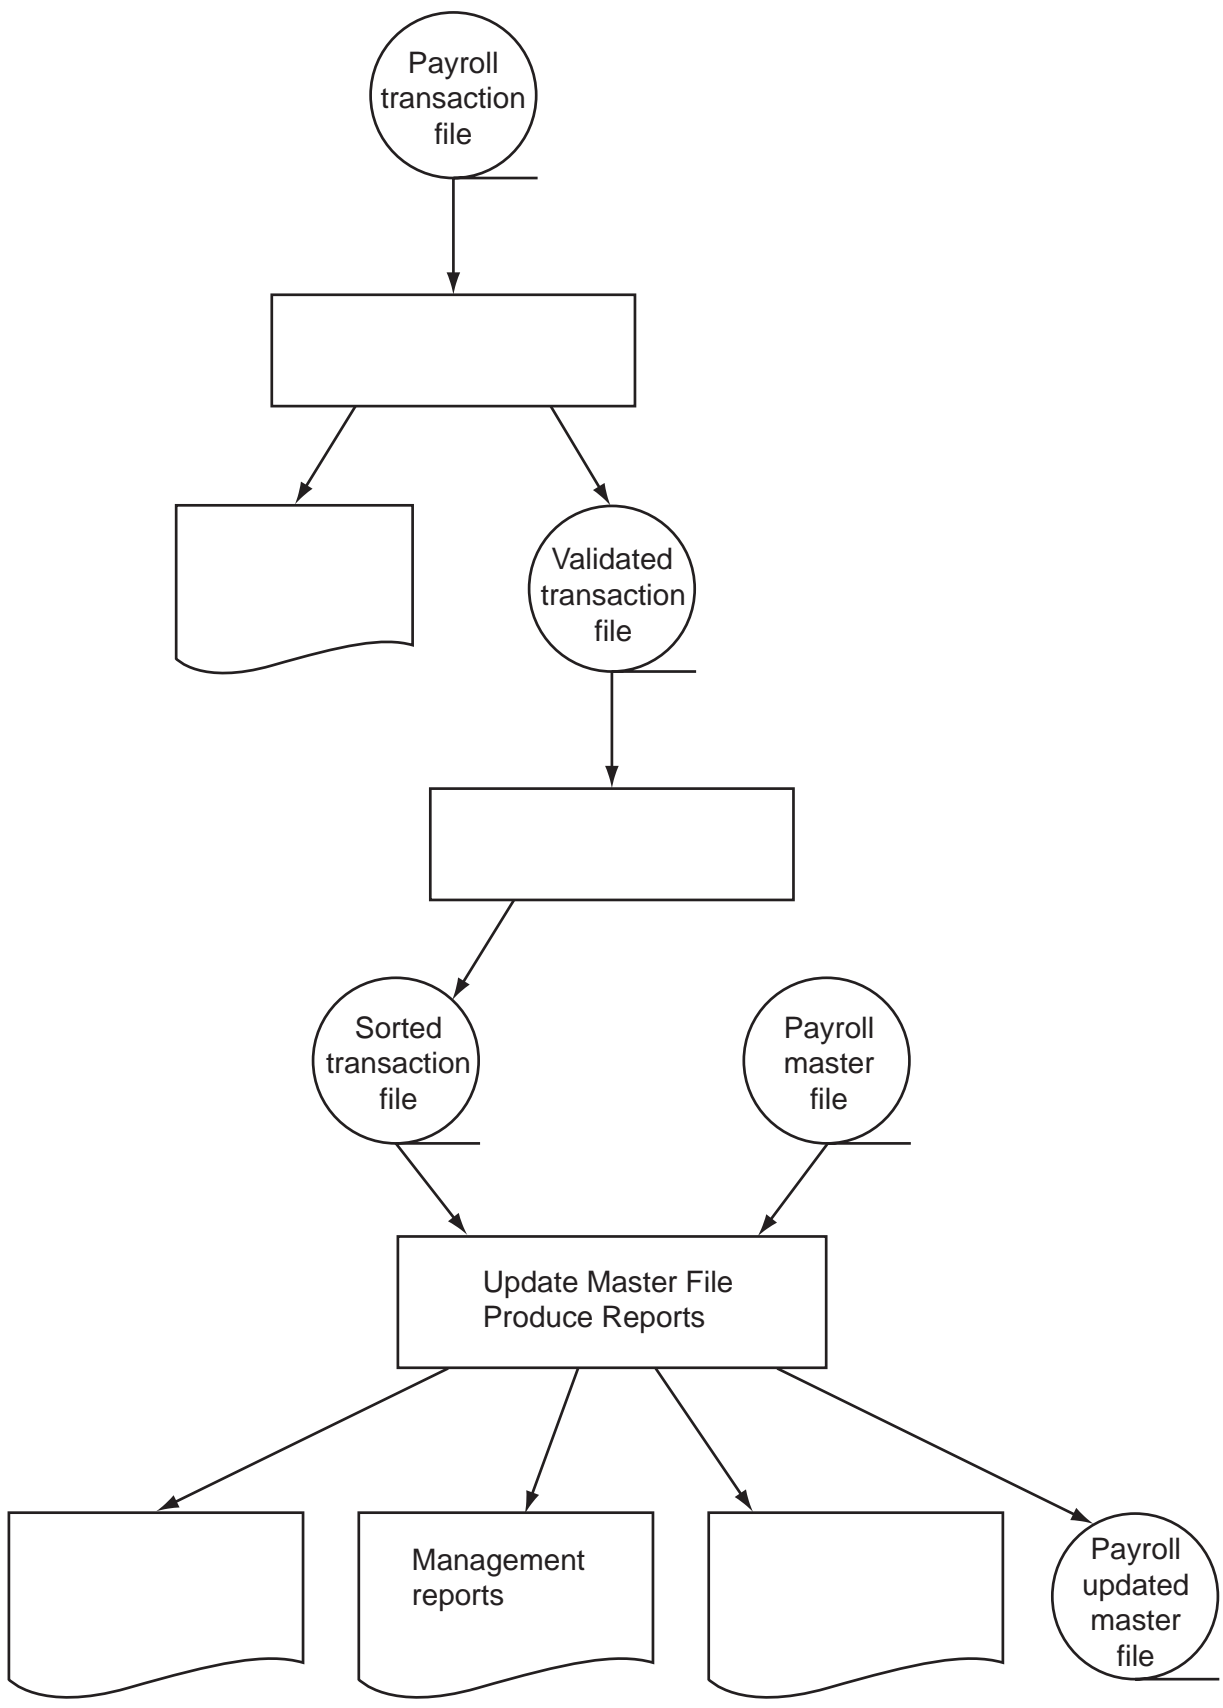 Payroll
transaction
file
Validated
transaction
file
Sorted
transaction
file
Payroll
master
file
Update Master File
Produce Reports
Management
reports
Payroll
updated
master
file